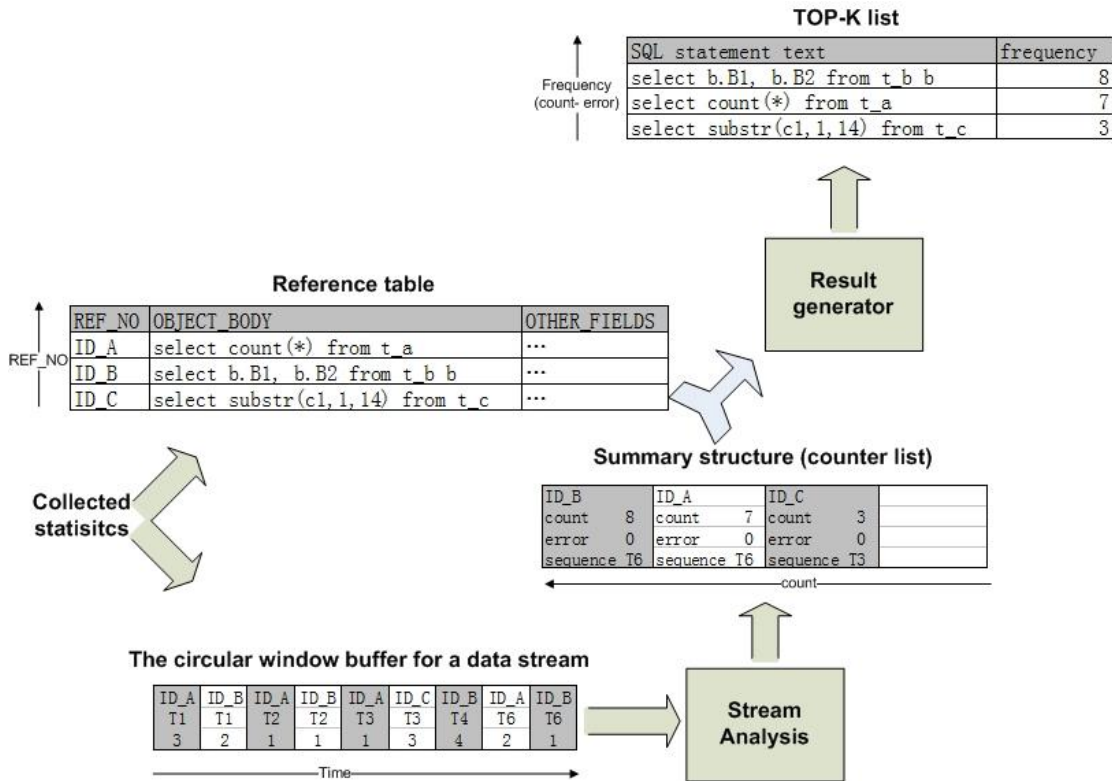 TOP-K list
SQL statement text frequency
select b.B1, b.B2 from t_b b 8
select count(*) from t_a 7
select substr(c1,1,14) from t_c 3
Frequency
(count- error)
Result
generator
Reference table
REF_NO OBJECT_BODY OTHER_FIELDS
ID_A select count(*) from t_a ...
ID_B select b.B1, b.B2 from t_b b ...
ID_C select substr(c1,1,14) from t_c ...
REF_NO
Summary structure (counter list)
ID_B ID_A ID_C
count 8 count 7 count 3
error 0 error 0 error 0
sequence T6 sequence T6 sequence T3
count
Collected
statisitcs
The circular window buffer for a data stream
ID_A ID_B ID_A ID_B ID_A ID_C ID_B ID_A ID_B
T1 T1 T2 T2 T3 T3 T4 T6 T6
3 2 1 1 1 3 4 2 1
Time
Stream
Analysis